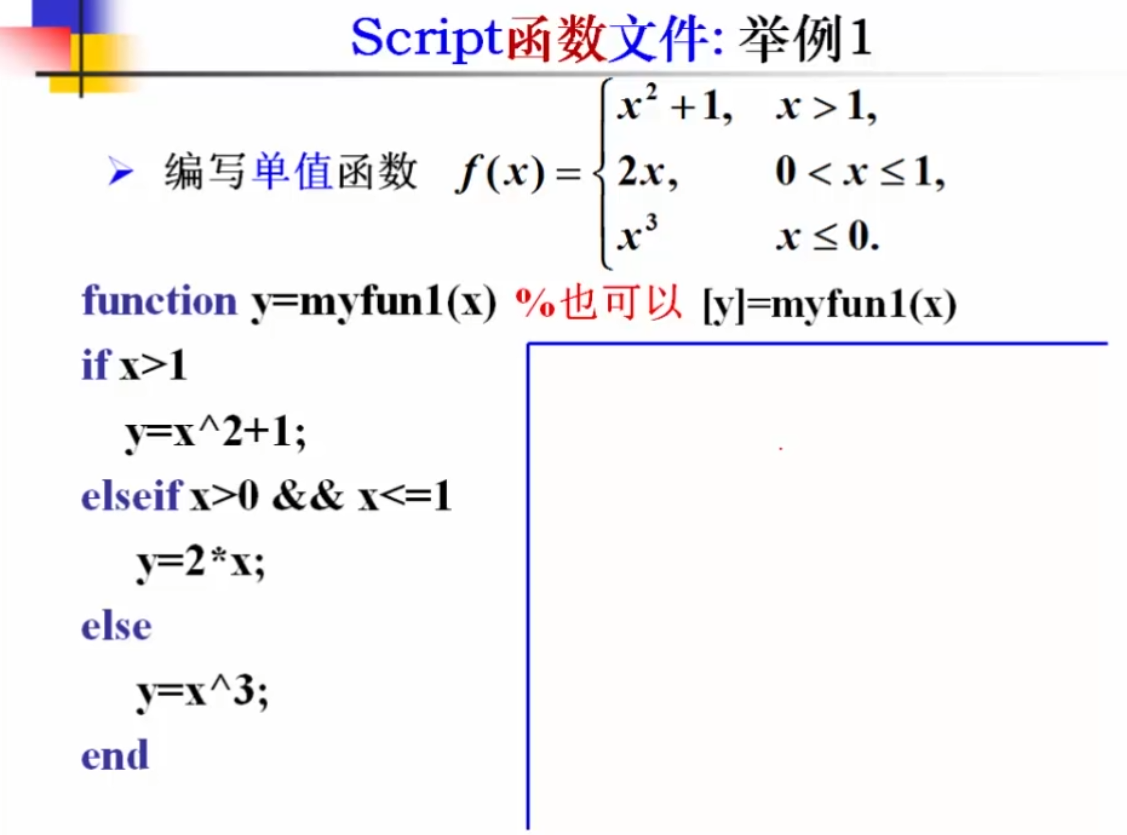 Script函数文件: 举例1
➢ 编写单值函数 f(x) = { x² + 1, x > 1,
2x, 0 < x ≤ 1,
x³ x ≤ 0.
function y=myfun1(x) %也可以 [y]=myfun1(x)
if x>1
y=x^2+1;
elseif x>0 && x<=1
y=2*x;
else
y=x^3;
end